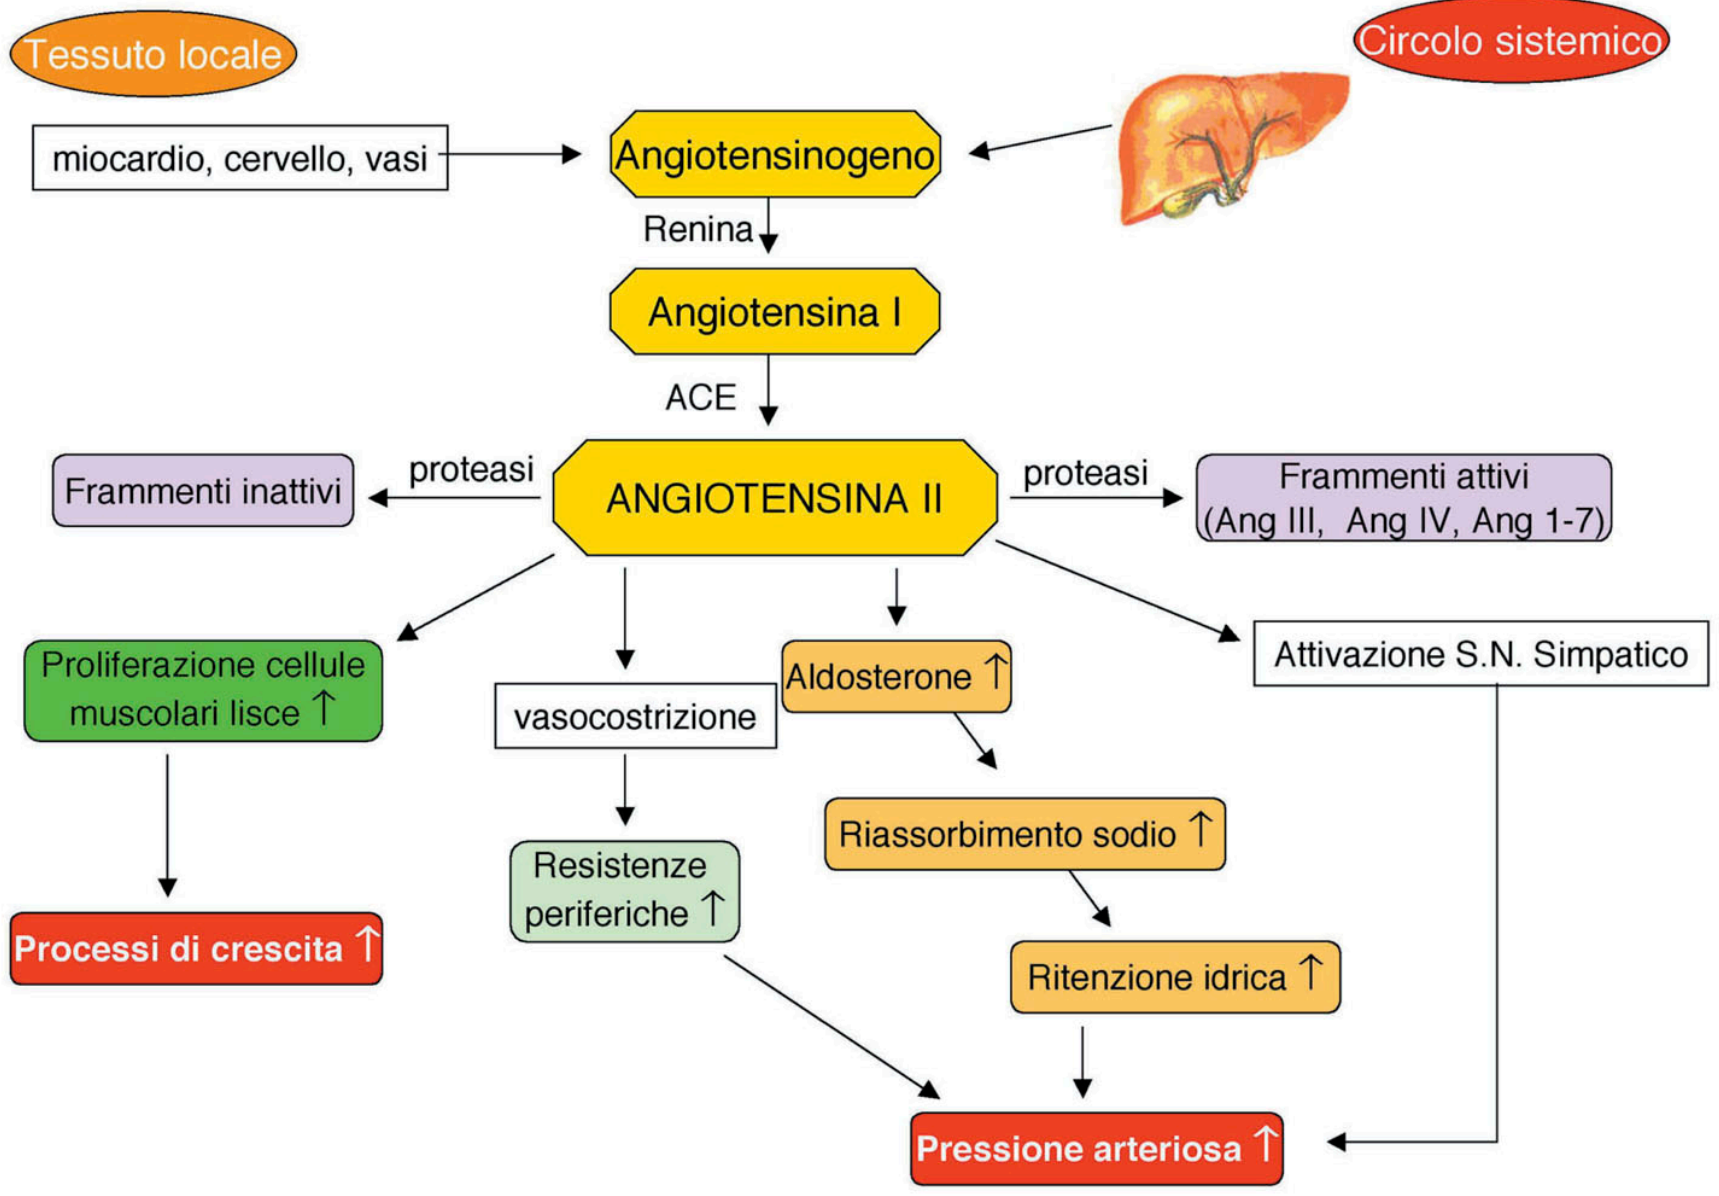 Tessuto locale
Circolo sistemico
miocardio, cervello, vasi
Angiotensinogeno
Renina
Angiotensina I
ACE
proteasi
proteasi
Frammenti inattivi
ANGIOTENSINA II
Frammenti attivi
(Ang III, Ang IV, Ang 1-7)
Proliferazione cellule
muscolari lisce ↑
vasocostrizione
Aldosterone ↑
Attivazione S.N. Simpatico
Riassorbimento sodio ↑
Resistenze
periferiche ↑
Processi di crescita ↑
Ritenzione idrica ↑
Pressione arteriosa ↑